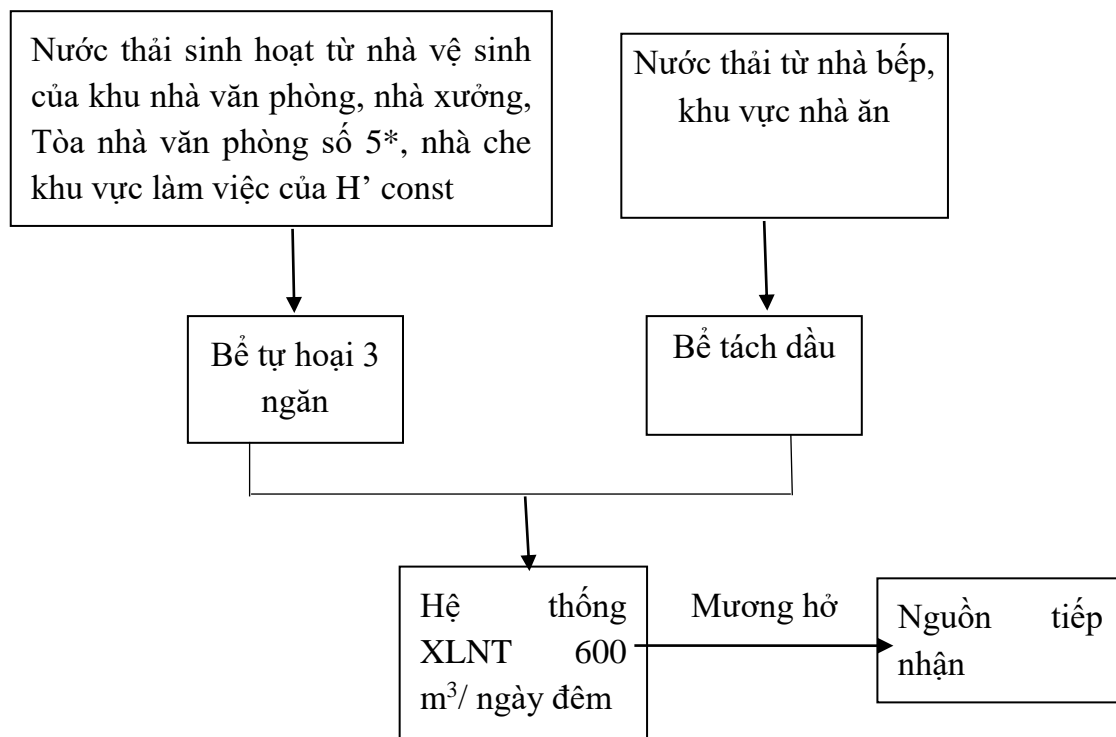 Nước thải sinh hoạt từ nhà vệ sinh
của khu nhà văn phòng, nhà xưởng,
Tòa nhà văn phòng số 5*, nhà che
khu vực làm việc của H’ const
Nước thải từ nhà bếp,
khu vực nhà ăn
Bể tự hoại 3
ngăn
Bể tách dầu
Hệ thống
XLNT 600
m³/ ngày đêm
Mương hở
Nguồn tiếp
nhận